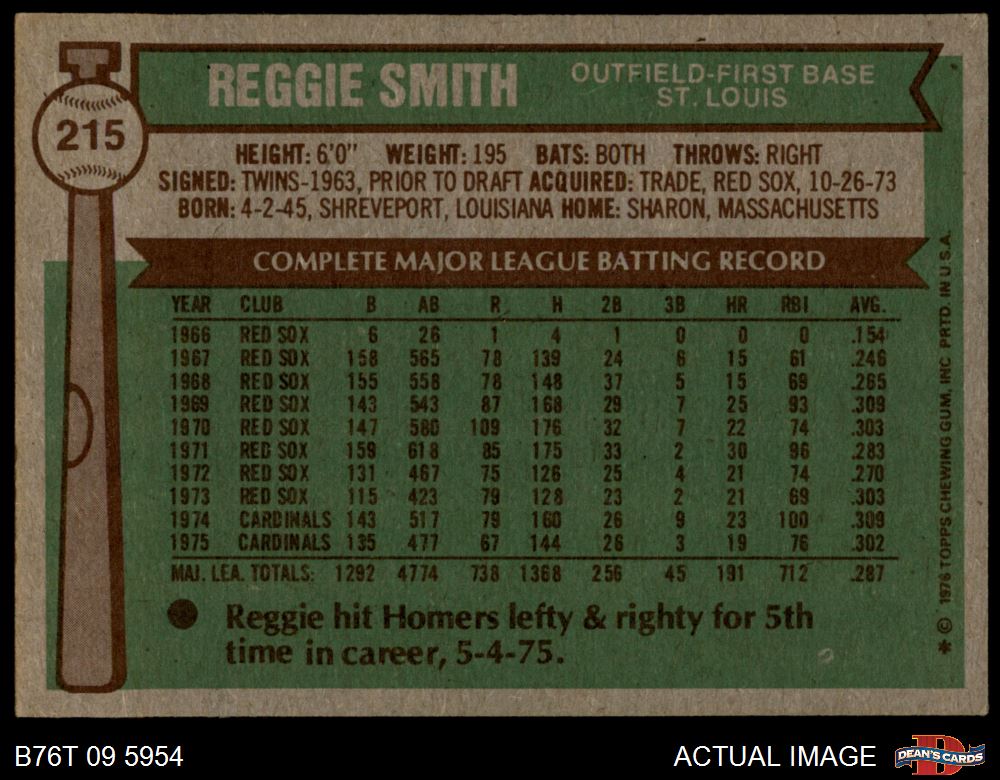 215
REGGIE SMITH
OUTFIELD-FIRST BASE
ST. LOUIS
HEIGHT: 6'0" WEIGHT: 195 BATS: BOTH THROWS: RIGHT
SIGNED: TWINS-1963, PRIOR TO DRAFT ACQUIRED: TRADE, RED SOX, 10-26-73
BORN: 4-2-45, SHREVEPORT, LOUISIANA HOME: SHARON, MASSACHUSETTS
COMPLETE MAJOR LEAGUE BATTING RECORD
YEAR CLUB B AB R H 2B 3B HR RBI AVG.
1966 RED SOX 6 26 1 4 1 0 0 0 .154
1967 RED SOX 158 565 78 139 24 6 15 61 .246
1968 RED SOX 155 558 78 148 37 5 15 69 .265
1969 RED SOX 143 543 87 168 29 7 25 93 .309
1970 RED SOX 147 580 109 176 32 7 22 74 .303
1971 RED SOX 159 618 85 175 33 2 30 96 .283
1972 RED SOX 131 467 75 126 25 4 21 74 .270
1973 RED SOX 115 423 79 128 23 2 21 69 .303
1974 CARDINALS 143 517 79 160 26 9 23 100 .309
1975 CARDINALS 135 477 67 144 26 3 19 76 .302
MAJ. LEA. TOTALS: 1292 4774 738 1368 256 45 191 712 .287
Reggie hit Homers lefty & righty for 5th
time in career, 5-4-75.
* © 1976 TOPPS CHEWING GUM, INC. PRTD. IN U.S.A.
B76T 09 5954
ACTUAL IMAGE
DEAN'S CARDS